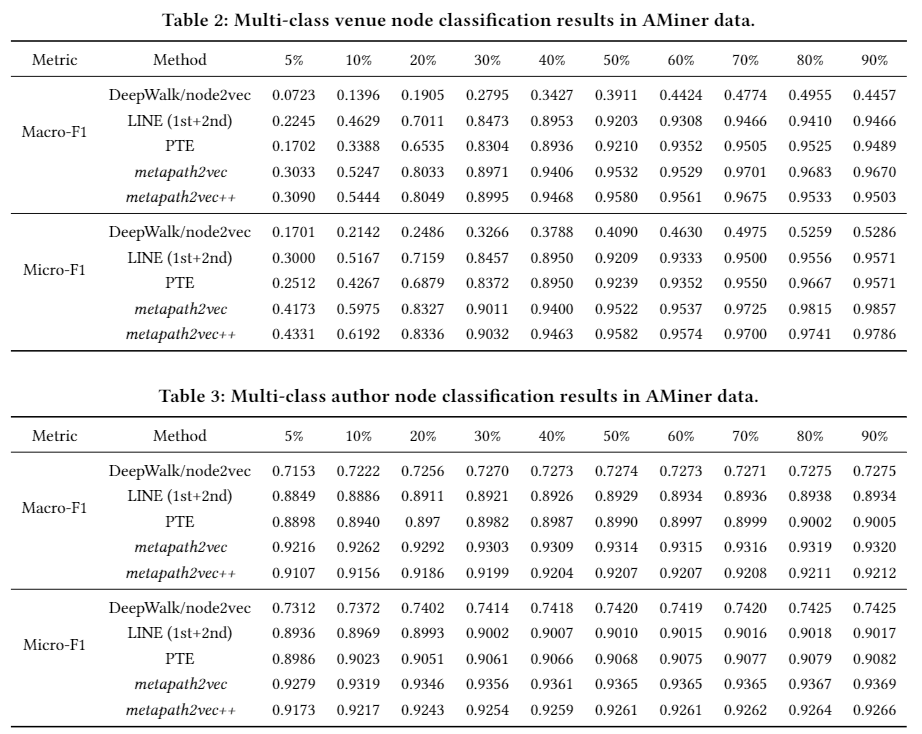 Table 2: Multi-class venue node classification results in AMiner data.
Metric Method 5% 10% 20% 30% 40% 50% 60% 70% 80% 90%
DeepWalk/node2vec 0.0723 0.1396 0.1905 0.2795 0.3427 0.3911 0.4424 0.4774 0.4955 0.4457
LINE (1st+2nd) 0.2245 0.4629 0.7011 0.8473 0.8953 0.9203 0.9308 0.9466 0.9410 0.9466
Macro-F1
PTE 0.1702 0.3388 0.6535 0.8304 0.8936 0.9210 0.9352 0.9505 0.9525 0.9489
metapath2vec 0.3033 0.5247 0.8033 0.8971 0.9406 0.9532 0.9529 0.9701 0.9683 0.9670
metapath2vec++ 0.3090 0.5444 0.8049 0.8995 0.9468 0.9580 0.9561 0.9675 0.9533 0.9503
DeepWalk/node2vec 0.1701 0.2142 0.2486 0.3266 0.3788 0.4090 0.4630 0.4975 0.5259 0.5286
LINE (1st+2nd) 0.3000 0.5167 0.7159 0.8457 0.8950 0.9209 0.9333 0.9500 0.9556 0.9571
Micro-F1
PTE 0.2512 0.4267 0.6879 0.8372 0.8950 0.9239 0.9352 0.9550 0.9667 0.9571
metapath2vec 0.4173 0.5975 0.8327 0.9011 0.9400 0.9522 0.9537 0.9725 0.9815 0.9857
metapath2vec++ 0.4331 0.6192 0.8336 0.9032 0.9463 0.9582 0.9574 0.9700 0.9741 0.9786
Table 3: Multi-class author node classification results in AMiner data.
Metric Method 5% 10% 20% 30% 40% 50% 60% 70% 80% 90%
DeepWalk/node2vec 0.7153 0.7222 0.7256 0.7270 0.7273 0.7274 0.7273 0.7271 0.7275 0.7275
LINE (1st+2nd) 0.8849 0.8886 0.8911 0.8921 0.8926 0.8929 0.8934 0.8936 0.8938 0.8934
Macro-F1
PTE 0.8898 0.8940 0.897 0.8982 0.8987 0.8990 0.8997 0.8999 0.9002 0.9005
metapath2vec 0.9216 0.9262 0.9292 0.9303 0.9309 0.9314 0.9315 0.9316 0.9319 0.9320
metapath2vec++ 0.9107 0.9156 0.9186 0.9199 0.9204 0.9207 0.9207 0.9208 0.9211 0.9212
DeepWalk/node2vec 0.7312 0.7372 0.7402 0.7414 0.7418 0.7420 0.7419 0.7420 0.7425 0.7425
LINE (1st+2nd) 0.8936 0.8969 0.8993 0.9002 0.9007 0.9010 0.9015 0.9016 0.9018 0.9017
Micro-F1
PTE 0.8986 0.9023 0.9051 0.9061 0.9066 0.9068 0.9075 0.9077 0.9079 0.9082
metapath2vec 0.9279 0.9319 0.9346 0.9356 0.9361 0.9365 0.9365 0.9365 0.9367 0.9369
metapath2vec++ 0.9173 0.9217 0.9243 0.9254 0.9259 0.9261 0.9261 0.9262 0.9264 0.9266